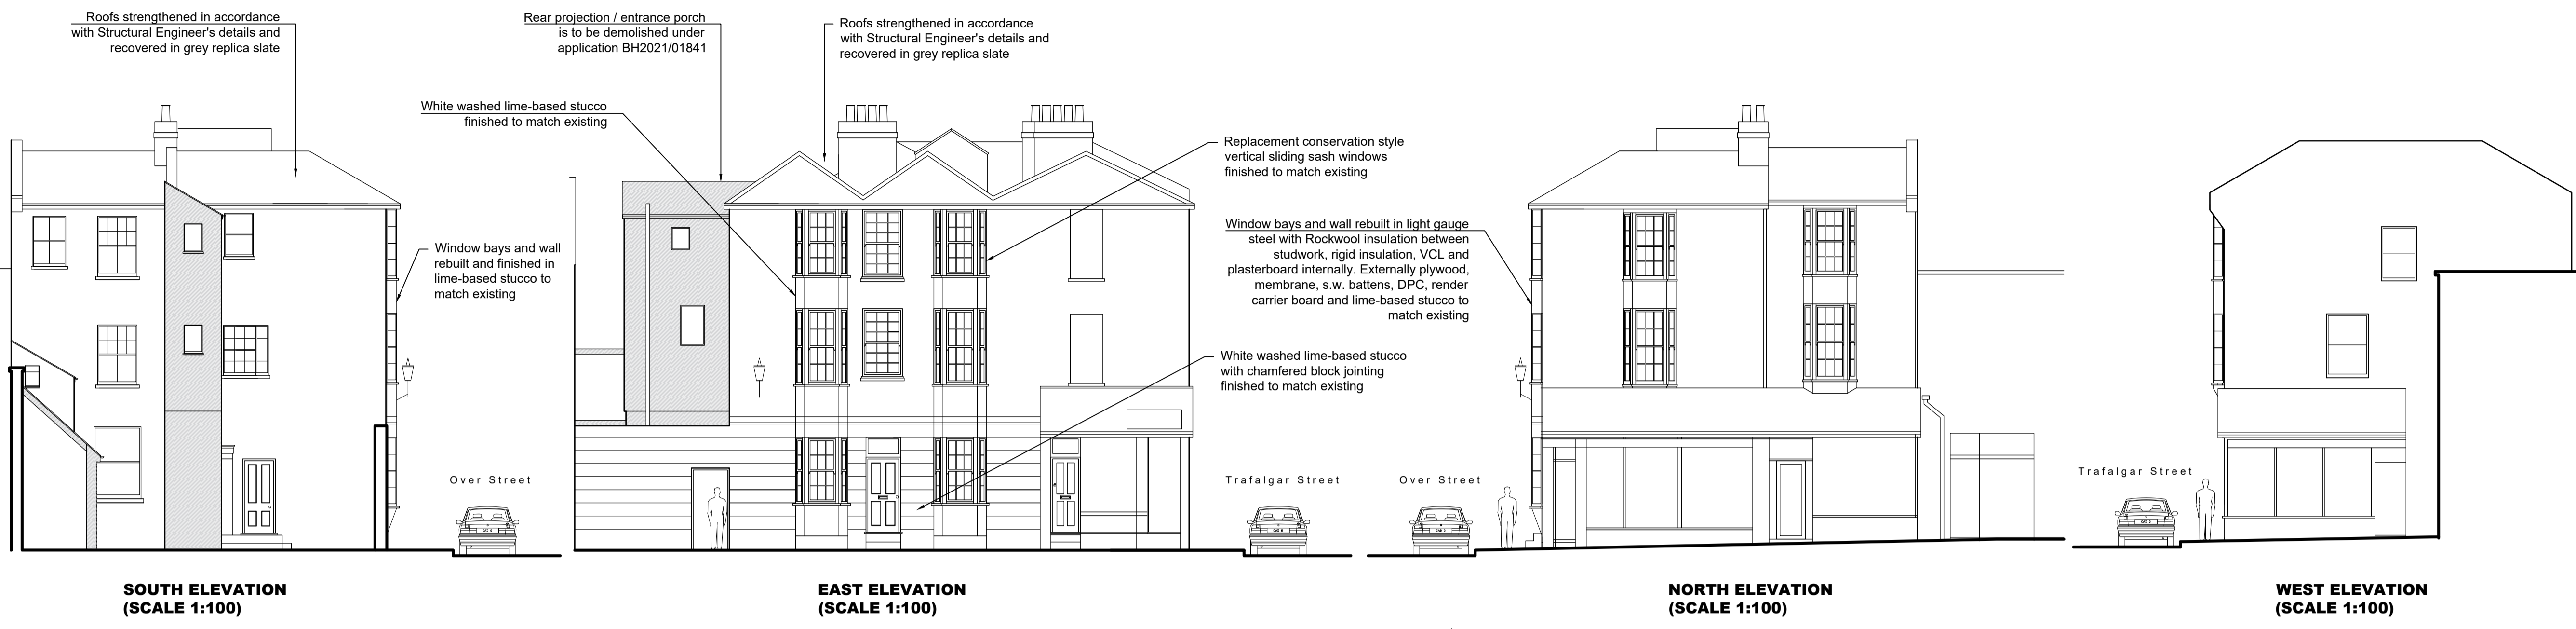 Roofs strengthened in accordance
with Structural Engineer's details and
recovered in grey replica slate
Window bays and wall
rebuilt and finished in
lime-based stucco to
match existing
Over Street
SOUTH ELEVATION
(SCALE 1:100)
Rear projection / entrance porch
is to be demolished under
application BH2021/01841
Roofs strengthened in accordance
with Structural Engineer's details and
recovered in grey replica slate
White washed lime-based stucco
finished to match existing
Replacement conservation style
vertical sliding sash windows
finished to match existing
White washed lime-based stucco
with chamfered block jointing
finished to match existing
Trafalgar Street
EAST ELEVATION
(SCALE 1:100)
Window bays and wall rebuilt in light gauge
steel with Rockwool insulation between
studwork, rigid insulation, VCL and
plasterboard internally. Externally plywood,
membrane, s.w. battens, DPC, render
carrier board and lime-based stucco to
match existing
Over Street
NORTH ELEVATION
(SCALE 1:100)
Trafalgar Street
WEST ELEVATION
(SCALE 1:100)